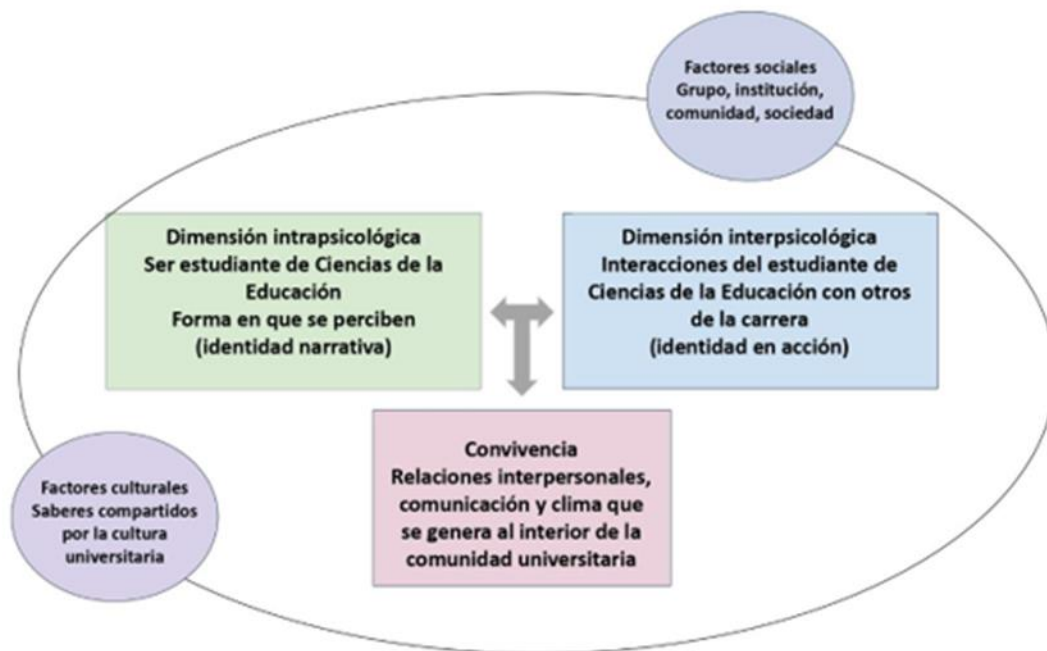 Factores sociales
Grupo, institución,
comunidad, sociedad
Dimensión intrapsicológica
Ser estudiante de Ciencias de la
Educación
Forma en que se perciben
(identidad narrativa)
Dimensión interpsicológica
Interacciones del estudiante de
Ciencias de la Educación con otros
de la carrera
(identidad en acción)
Convivencia
Relaciones interpersonales,
comunicación y clima que
se genera al interior de la
comunidad universitaria
Factores culturales
Saberes compartidos
por la cultura
universitaria